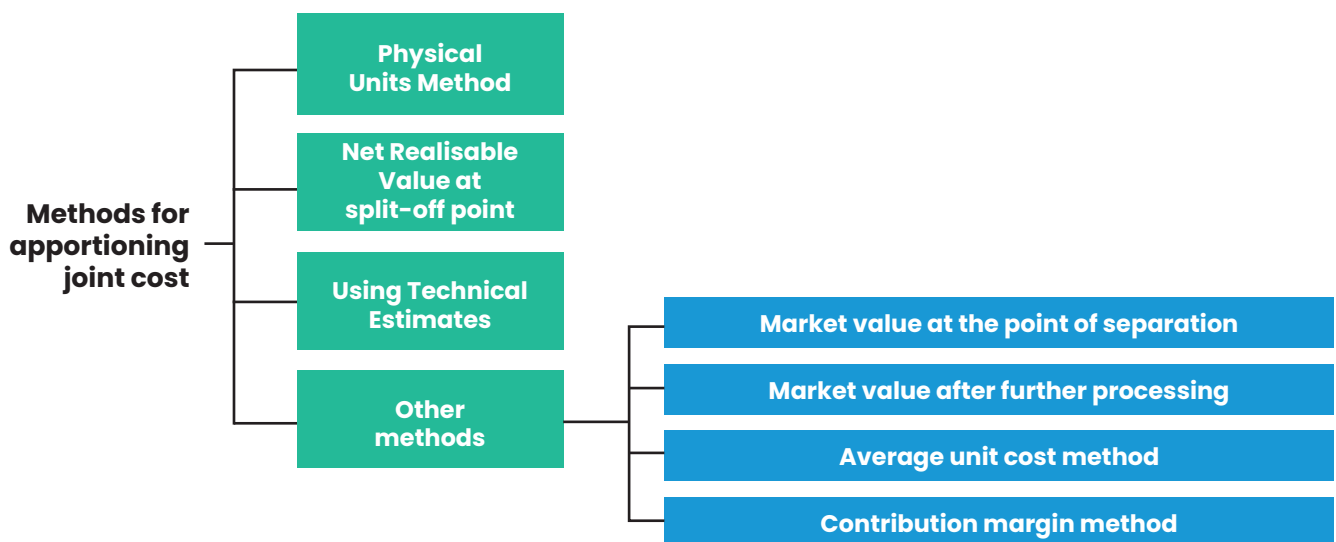 Methods for
apportioning
joint cost
Physical
Units Method
Net Realisable
Value at
split-off point
Using Technical
Estimates
Other
methods
Market value at the point of separation
Market value after further processing
Average unit cost method
Contribution margin method